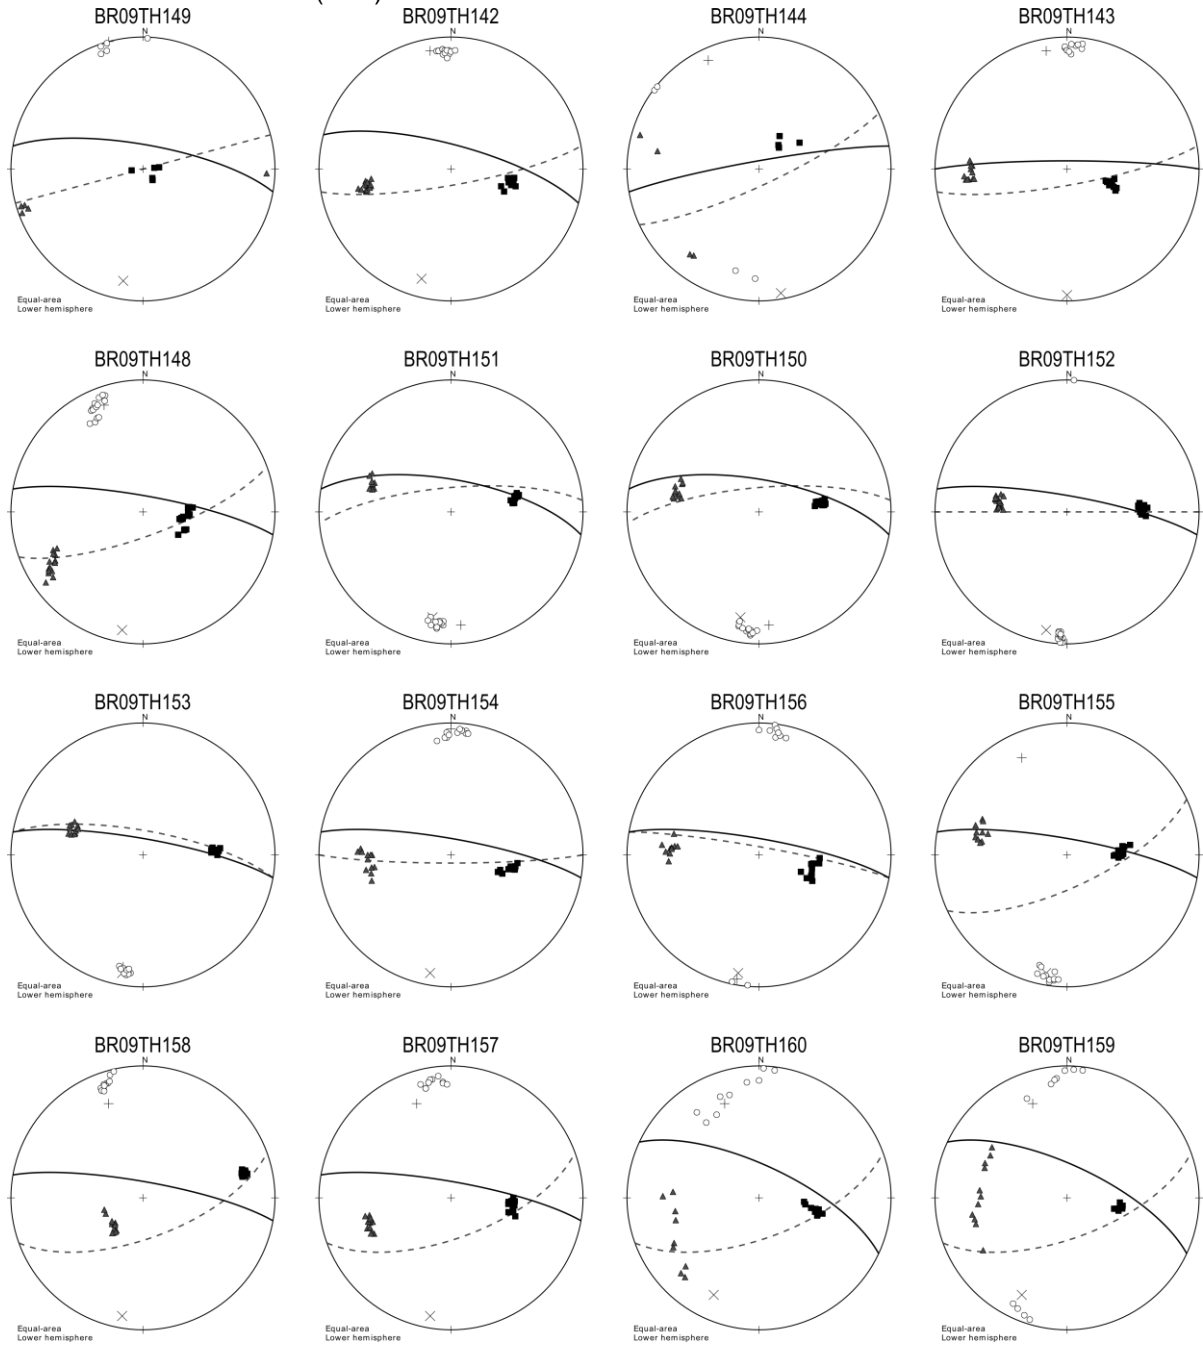 BR09TH149 BR09TH142 BR09TH144 BR09TH143
N N N N
Equal-area Equal-area Equal-area Equal-area
Lower hemisphere Lower hemisphere Lower hemisphere Lower hemisphere
BR09TH148 BR09TH151 BR09TH150 BR09TH152
N N N N
Equal-area Equal-area Equal-area Equal-area
Lower hemisphere Lower hemisphere Lower hemisphere Lower hemisphere
BR09TH153 BR09TH154 BR09TH156 BR09TH155
N N N N
Equal-area Equal-area Equal-area Equal-area
Lower hemisphere Lower hemisphere Lower hemisphere Lower hemisphere
BR09TH158 BR09TH157 BR09TH160 BR09TH159
N N N N
Equal-area Equal-area Equal-area Equal-area
Lower hemisphere Lower hemisphere Lower hemisphere Lower hemisphere